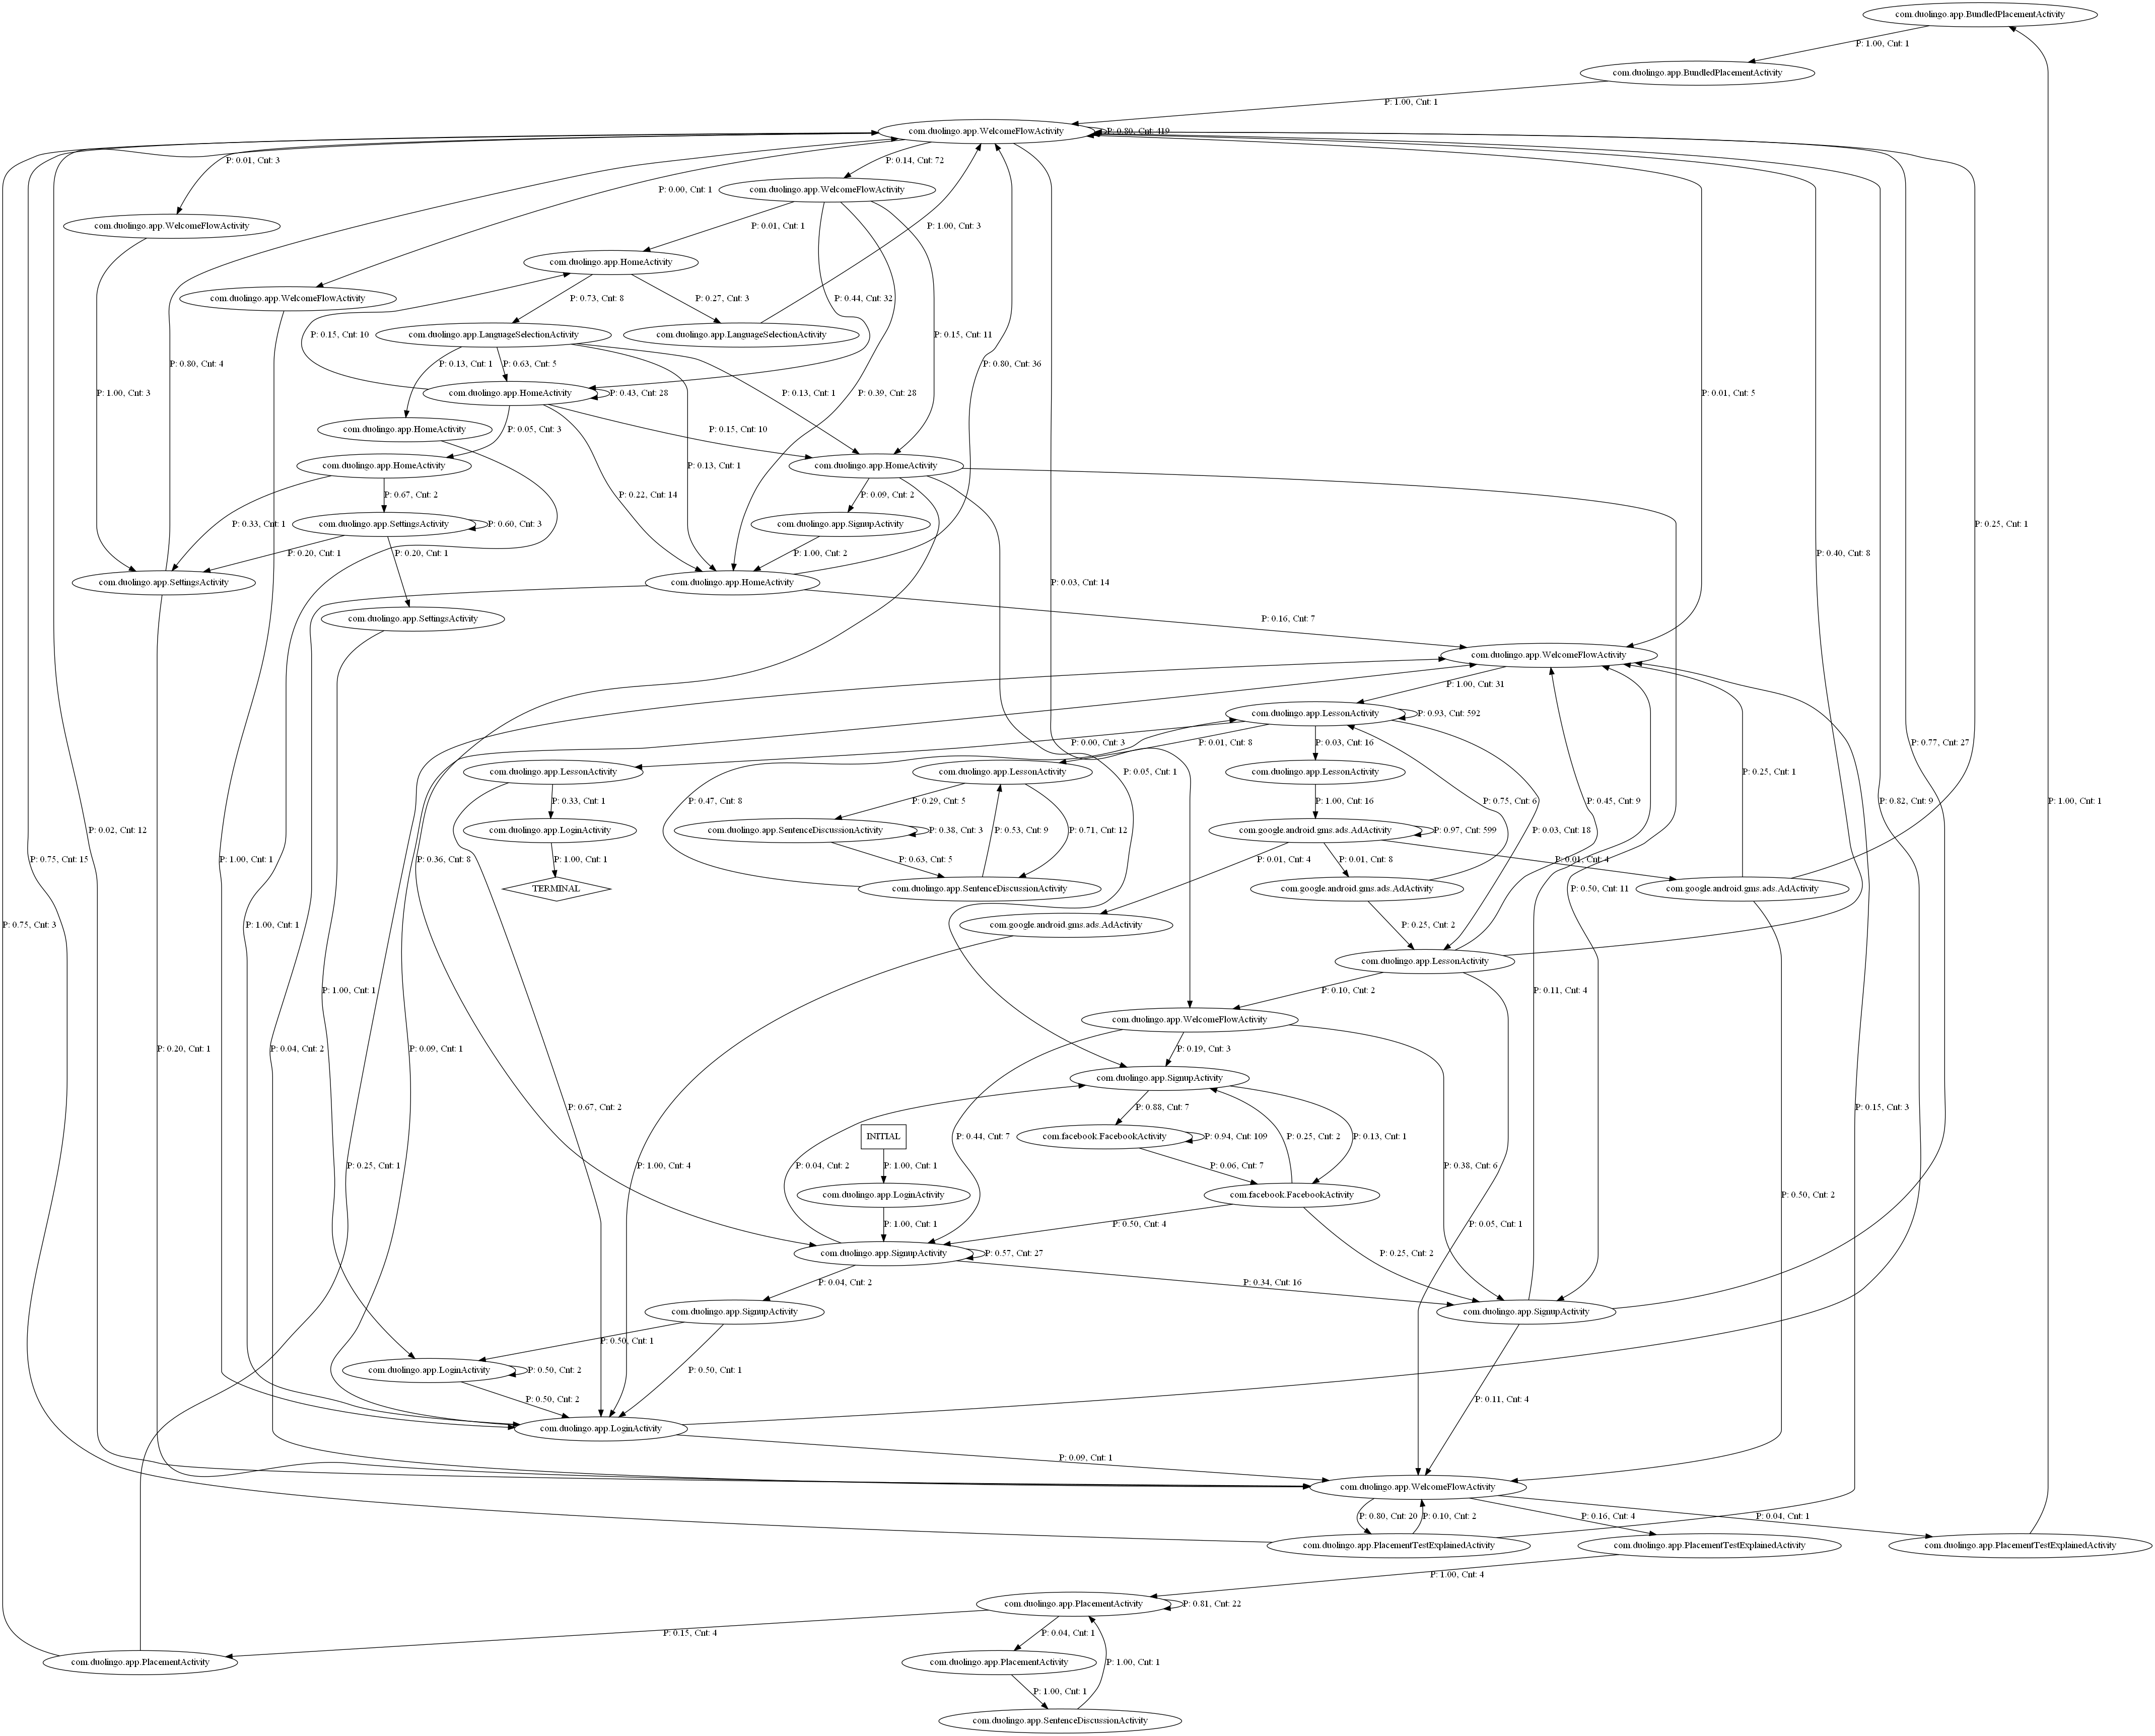 com.duolingo.app.BundledPlacementActivity
P: 1.00, Cnt: 1
com.duolingo.app.BundledPlacementActivity
P: 1.00, Cnt: 1
com.duolingo.app.WelcomeFlowActivity
P: 0.80, Cnt: 419
P: 0.01, Cnt: 3
P: 0.14, Cnt: 72
P: 0.00, Cnt: 1
com.duolingo.app.WelcomeFlowActivity
com.duolingo.app.WelcomeFlowActivity
P: 0.01, Cnt: 1
P: 1.00, Cnt: 3
com.duolingo.app.HomeActivity
com.duolingo.app.WelcomeFlowActivity
P: 0.73, Cnt: 8
P: 0.27, Cnt: 3
P: 0.44, Cnt: 32
P: 0.15, Cnt: 10
com.duolingo.app.LanguageSelectionActivity
com.duolingo.app.LanguageSelectionActivity
P: 0.15, Cnt: 11
P: 0.80, Cnt: 4
P: 0.13, Cnt: 1
P: 0.63, Cnt: 5
P: 0.80, Cnt: 36
P: 1.00, Cnt: 3
com.duolingo.app.HomeActivity
P: 0.43, Cnt: 28
P: 0.13, Cnt: 1
P: 0.39, Cnt: 28
P: 0.01, Cnt: 5
com.duolingo.app.HomeActivity
P: 0.05, Cnt: 3
P: 0.15, Cnt: 10
com.duolingo.app.HomeActivity
P: 0.13, Cnt: 1
com.duolingo.app.HomeActivity
P: 0.67, Cnt: 2
P: 0.22, Cnt: 14
P: 0.09, Cnt: 2
P: 0.33, Cnt: 1
com.duolingo.app.SettingsActivity
P: 0.60, Cnt: 3
com.duolingo.app.SignupActivity
P: 0.25, Cnt: 1
P: 0.20, Cnt: 1
P: 0.20, Cnt: 1
P: 1.00, Cnt: 2
P: 0.40, Cnt: 8
com.duolingo.app.SettingsActivity
com.duolingo.app.HomeActivity
P: 0.03, Cnt: 14
com.duolingo.app.SettingsActivity
P: 0.16, Cnt: 7
com.duolingo.app.WelcomeFlowActivity
P: 1.00, Cnt: 31
com.duolingo.app.LessonActivity
P: 0.93, Cnt: 592
P: 0.00, Cnt: 3
P: 0.01, Cnt: 8
P: 0.03, Cnt: 16
P: 0.77, Cnt: 27
com.duolingo.app.LessonActivity
com.duolingo.app.LessonActivity
P: 0.05, Cnt: 1
com.duolingo.app.LessonActivity
P: 0.25, Cnt: 1
P: 0.47, Cnt: 8
P: 0.29, Cnt: 5
P: 1.00, Cnt: 16
P: 0.75, Cnt: 6
P: 0.45, Cnt: 9
P: 0.82, Cnt: 9
P: 1.00, Cnt: 1
P: 0.33, Cnt: 1
P: 0.02, Cnt: 12
com.duolingo.app.LoginActivity
com.duolingo.app.SentenceDiscussionActivity
P: 0.38, Cnt: 3
P: 0.53, Cnt: 9
P: 0.71, Cnt: 12
com.google.android.gms.ads.AdActivity
P: 0.97, Cnt: 599
P: 0.03, Cnt: 18
P: 0.75, Cnt: 15
P: 1.00, Cnt: 1
P: 0.36, Cnt: 8
P: 1.00, Cnt: 1
P: 0.63, Cnt: 5
P: 0.01, Cnt: 4
P: 0.01, Cnt: 8
P: 0.01, Cnt: 4
TERMINAL
com.duolingo.app.SentenceDiscussionActivity
com.google.android.gms.ads.AdActivity
P: 0.50, Cnt: 11
com.google.android.gms.ads.AdActivity
P: 0.75, Cnt: 3
P: 1.00, Cnt: 1
com.google.android.gms.ads.AdActivity
P: 0.25, Cnt: 2
com.duolingo.app.LessonActivity
P: 1.00, Cnt: 1
P: 0.10, Cnt: 2
P: 0.11, Cnt: 4
com.duolingo.app.WelcomeFlowActivity
P: 0.20, Cnt: 1
P: 0.04, Cnt: 2
P: 0.09, Cnt: 1
P: 0.19, Cnt: 3
com.duolingo.app.SignupActivity
P: 0.67, Cnt: 2
P: 0.88, Cnt: 7
P: 0.15, Cnt: 3
INITIAL
P: 0.44, Cnt: 7
com.facebook.FacebookActivity
P: 0.94, Cnt: 109
P: 0.25, Cnt: 2
P: 0.13, Cnt: 1
P: 0.25, Cnt: 1
P: 1.00, Cnt: 4
P: 0.04, Cnt: 2
P: 1.00, Cnt: 1
P: 0.06, Cnt: 7
P: 0.38, Cnt: 6
com.duolingo.app.LoginActivity
com.facebook.FacebookActivity
P: 0.50, Cnt: 2
P: 1.00, Cnt: 1
P: 0.50, Cnt: 4
P: 0.05, Cnt: 1
com.duolingo.app.SignupActivity
P: 0.57, Cnt: 27
P: 0.25, Cnt: 2
P: 0.04, Cnt: 2
P: 0.34, Cnt: 16
com.duolingo.app.SignupActivity
com.duolingo.app.SignupActivity
P: 0.50, Cnt: 1
com.duolingo.app.LoginActivity
P: 0.50, Cnt: 2
P: 0.50, Cnt: 1
P: 0.50, Cnt: 2
P: 0.11, Cnt: 4
com.duolingo.app.LoginActivity
P: 0.09, Cnt: 1
com.duolingo.app.WelcomeFlowActivity
P: 0.80, Cnt: 20
P: 0.10, Cnt: 2
P: 0.16, Cnt: 4
P: 0.04, Cnt: 1
com.duolingo.app.PlacementTestExplainedActivity
com.duolingo.app.PlacementTestExplainedActivity
com.duolingo.app.PlacementTestExplainedActivity
P: 1.00, Cnt: 4
com.duolingo.app.PlacementActivity
P: 0.81, Cnt: 22
P: 0.15, Cnt: 4
P: 0.04, Cnt: 1
com.duolingo.app.PlacementActivity
com.duolingo.app.PlacementActivity
P: 1.00, Cnt: 1
P: 1.00, Cnt: 1
com.duolingo.app.SentenceDiscussionActivity